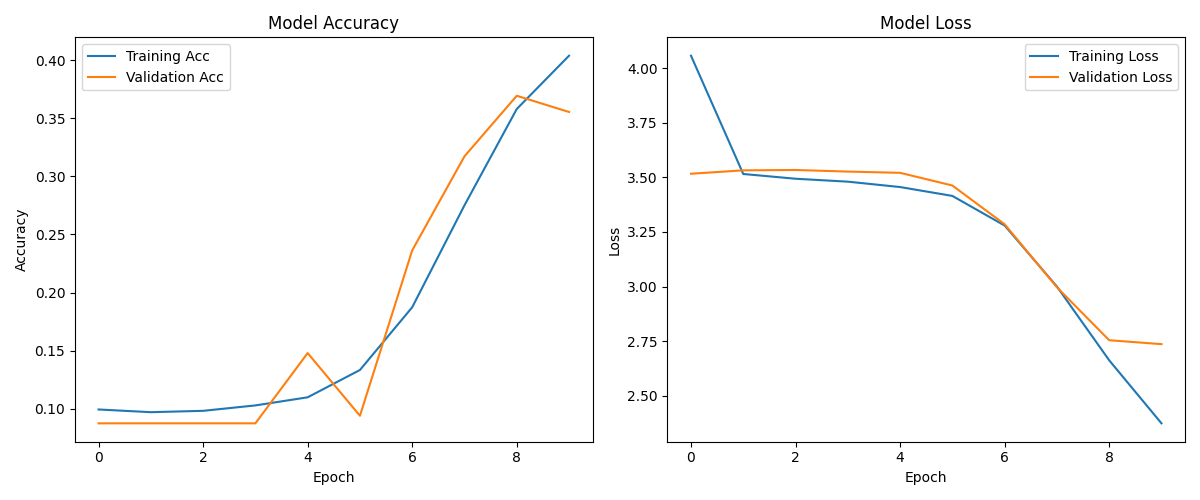 Model Accuracy
Training Acc
Validation Acc
0.40
0.35
0.30
0.25
0.20
0.15
0.10
Accuracy
0 2 4 6 8
Epoch
Model Loss
Training Loss
Validation Loss
4.00
3.75
3.50
3.25
3.00
2.75
2.50
Loss
0 2 4 6 8
Epoch